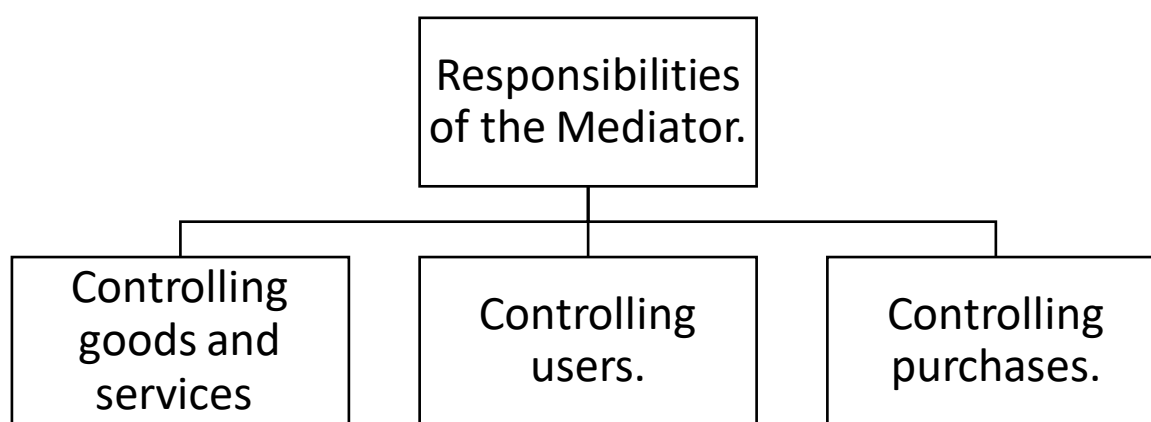 Responsibilities
of the Mediator.
Controlling
goods and
services
Controlling
users.
Controlling
purchases.